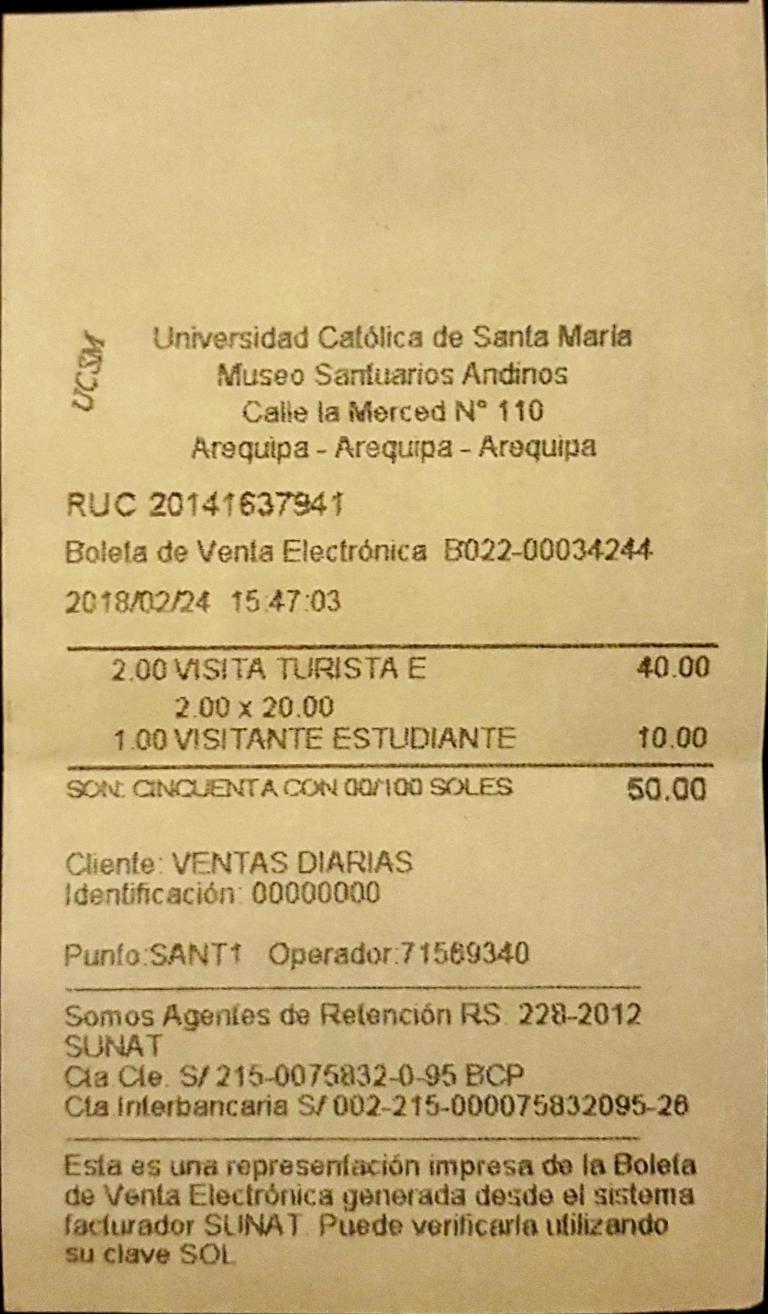 UCSM
Universidad Católica de Santa María
Museo Santuarios Andinos
Calle la Merced N° 110
Arequipa - Arequipa - Arequipa
RUC 20141637941
Boleta de Venta Electrónica B022-00034244
2018/02/24 15:47:03
2.00 VISITA TURISTA E 40.00
2.00 x 20.00
1.00 VISITANTE ESTUDIANTE 10.00
SON: CINCUENTA CON 00/100 SOLES 50.00
Cliente: VENTAS DIARIAS
Identificación: 00000000
Punto:SANT1 Operador:71569340
Somos Agentes de Retención RS. 228-2012
SUNAT
Cta Cte. S/ 215-0075832-0-95 BCP
Cta Interbancaria S/ 002-215-000075832095-26
Esta es una representación impresa de la Boleta
de Venta Electrónica generada desde el sistema
facturador SUNAT. Puede verificarla utilizando
su clave SOL